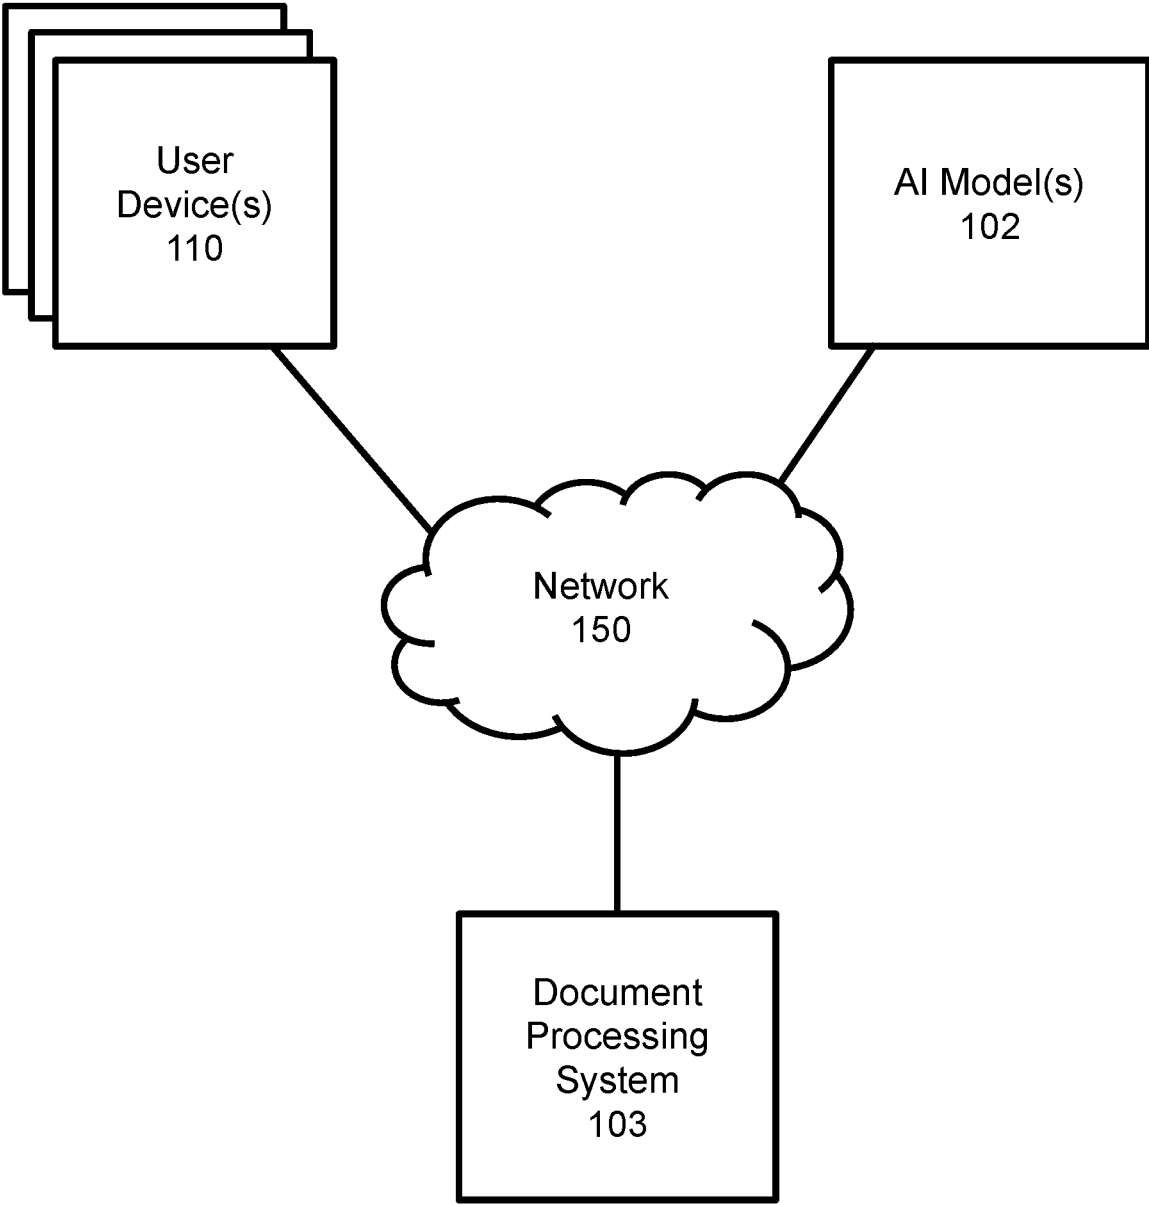 User
Device(s)
110
AI Model(s)
102
Network
150
Document
Processing
System
103